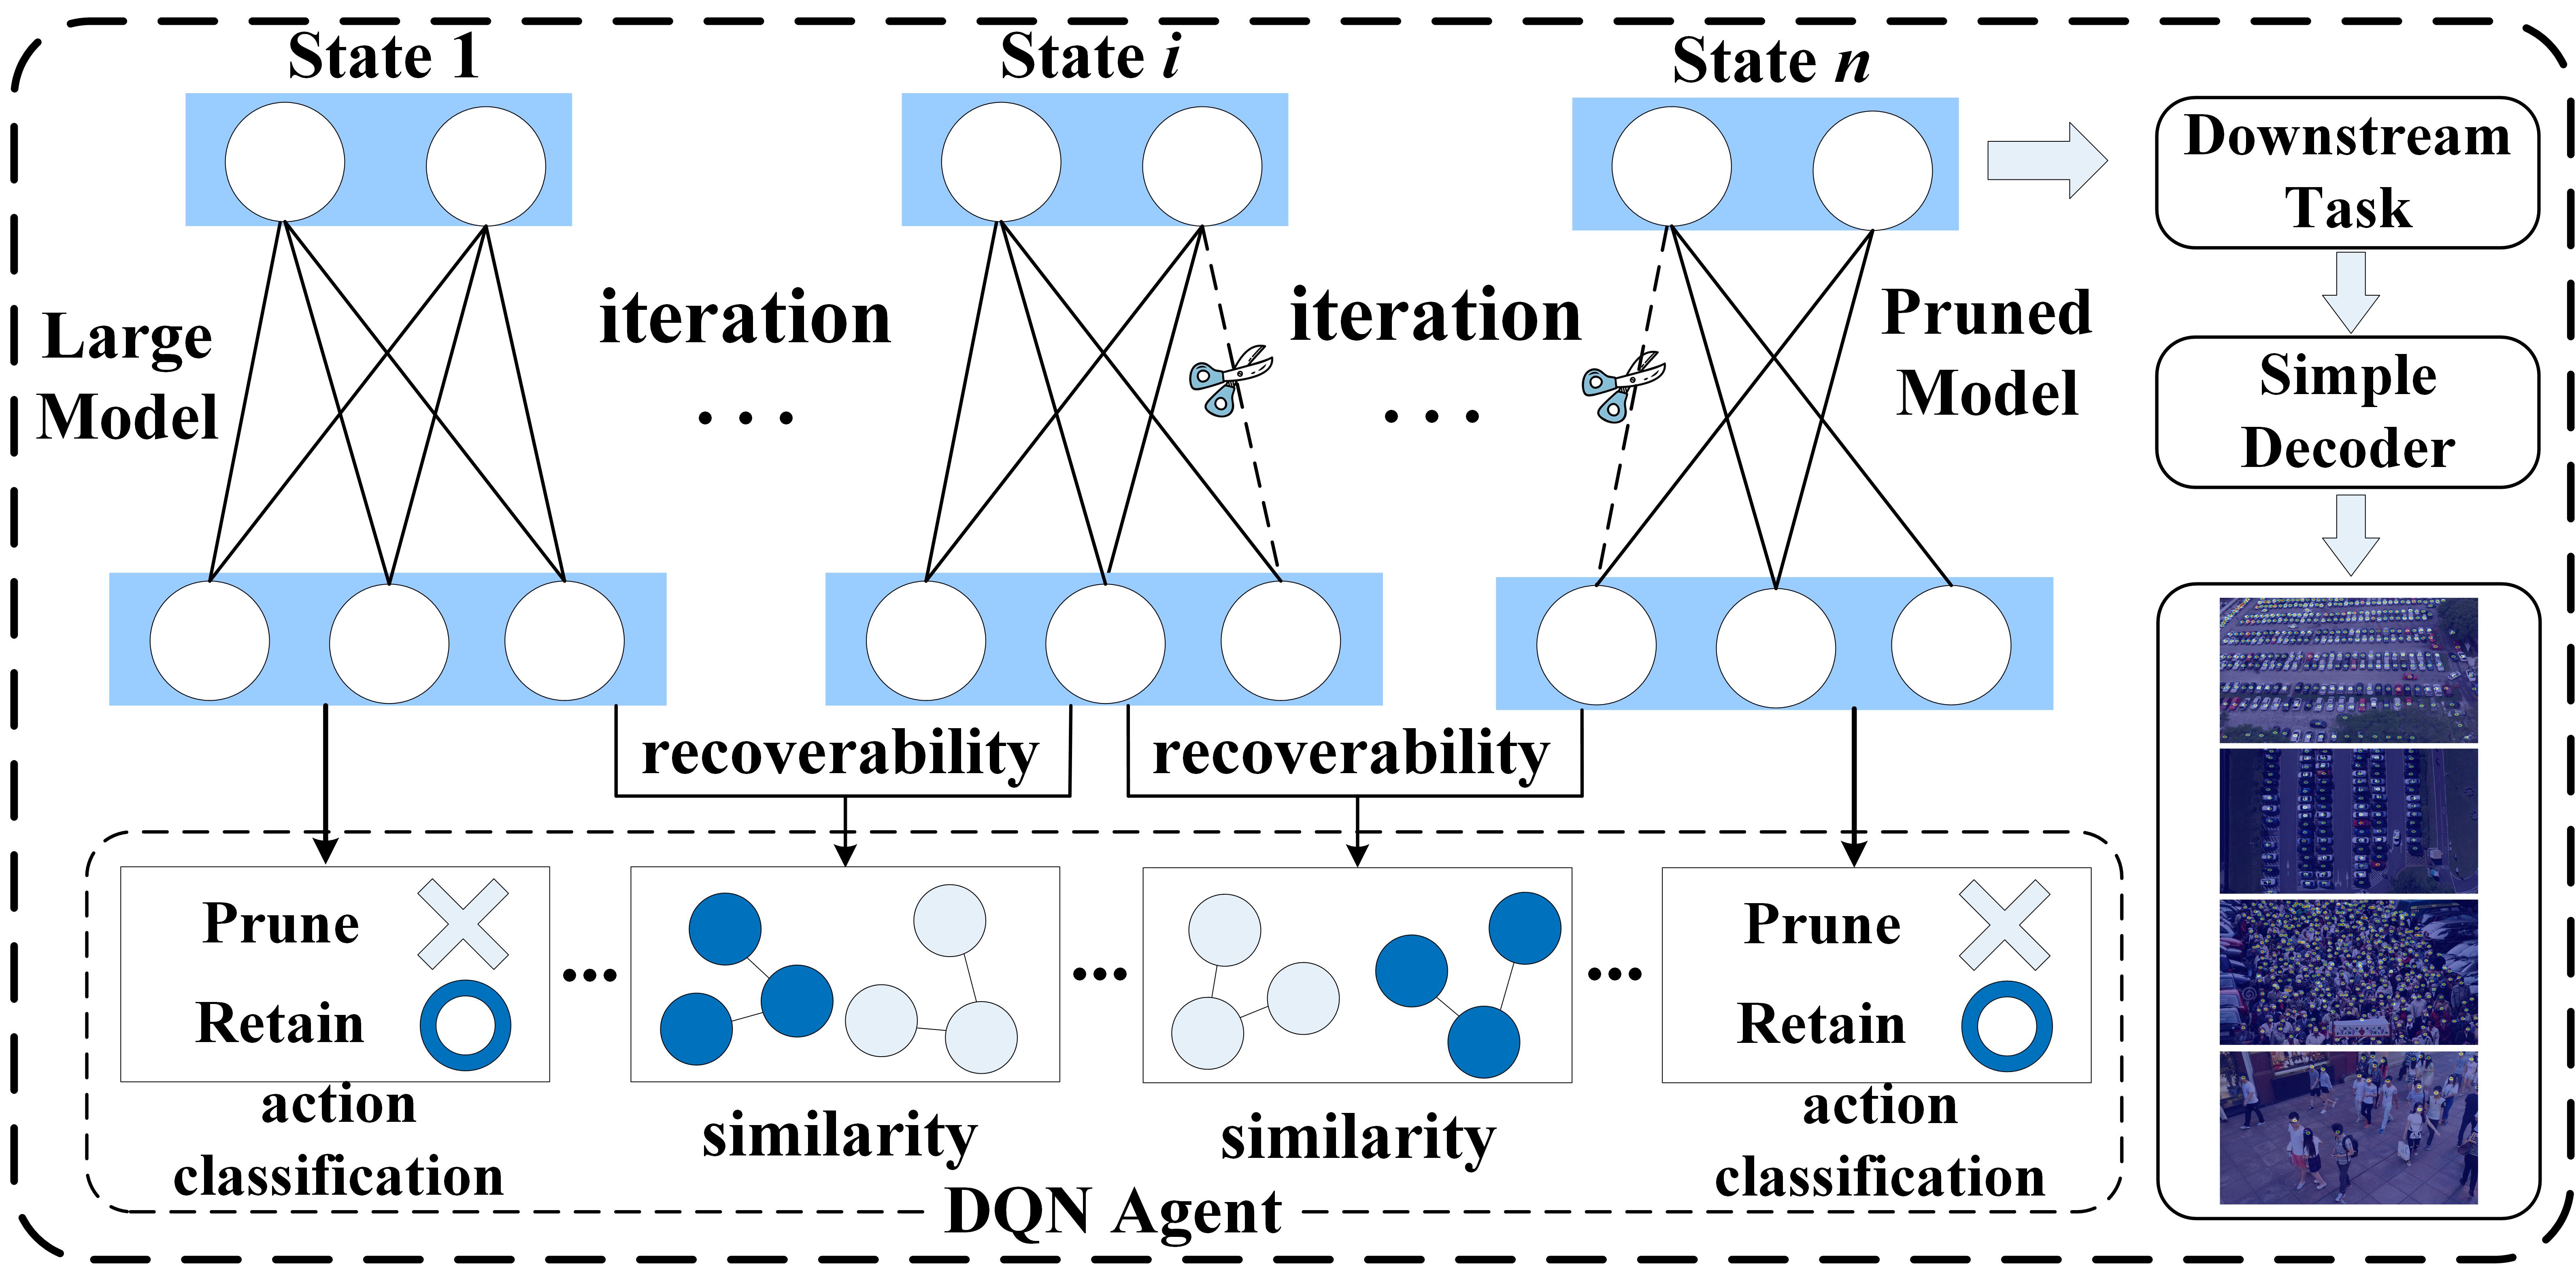 State 1
State i
State n
Large
Model
iteration
...
iteration
...
Pruned
Model
Downstream
Task
Simple
Decoder
recoverability
recoverability
Prune
Retain
action
classification
...
similarity
...
similarity
...
Prune
Retain
action
classification
DQN Agent